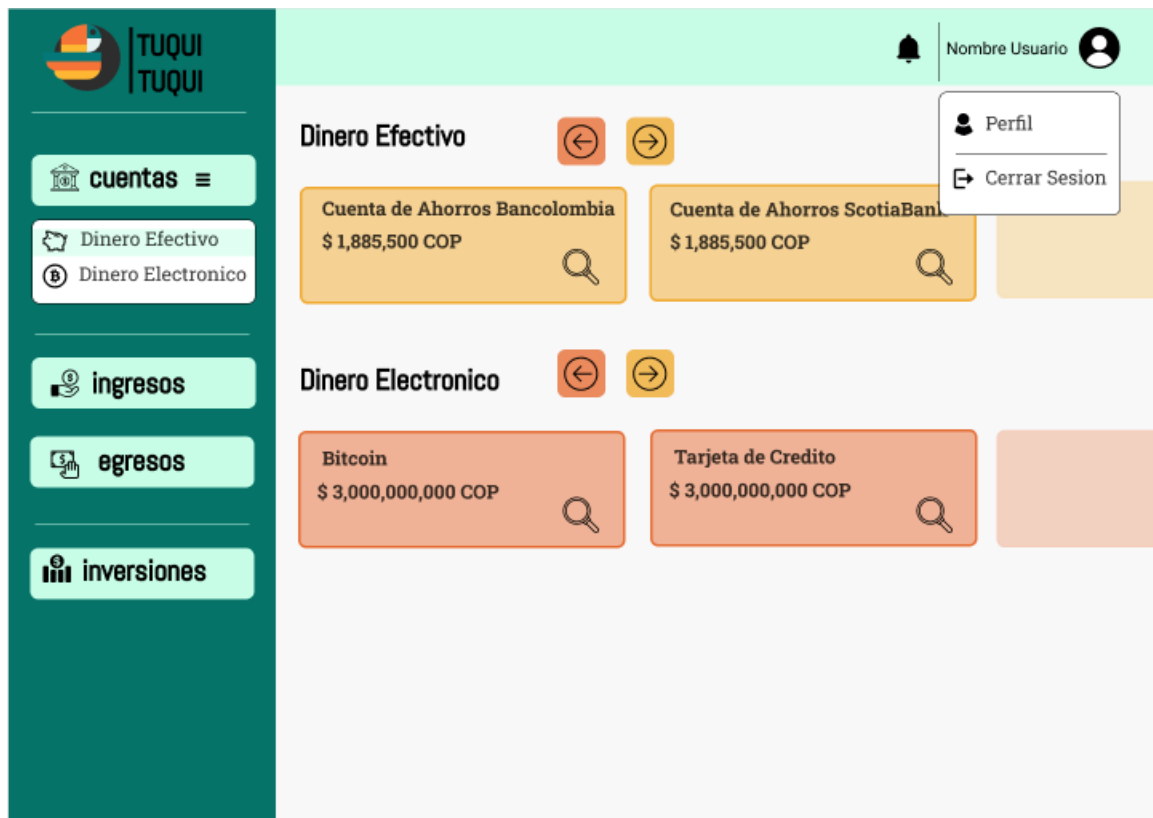 TUQUI
TUQUI
Nombre Usuario
Perfil
Cerrar Sesion
cuentas
Dinero Efectivo
Dinero Electronico
ingresos
egresos
inversiones
Dinero Efectivo
Cuenta de Ahorros Bancolombia
$ 1,885,500 COP
Cuenta de Ahorros ScotiaBank
$ 1,885,500 COP
Dinero Electronico
Bitcoin
$ 3,000,000,000 COP
Tarjeta de Credito
$ 3,000,000,000 COP